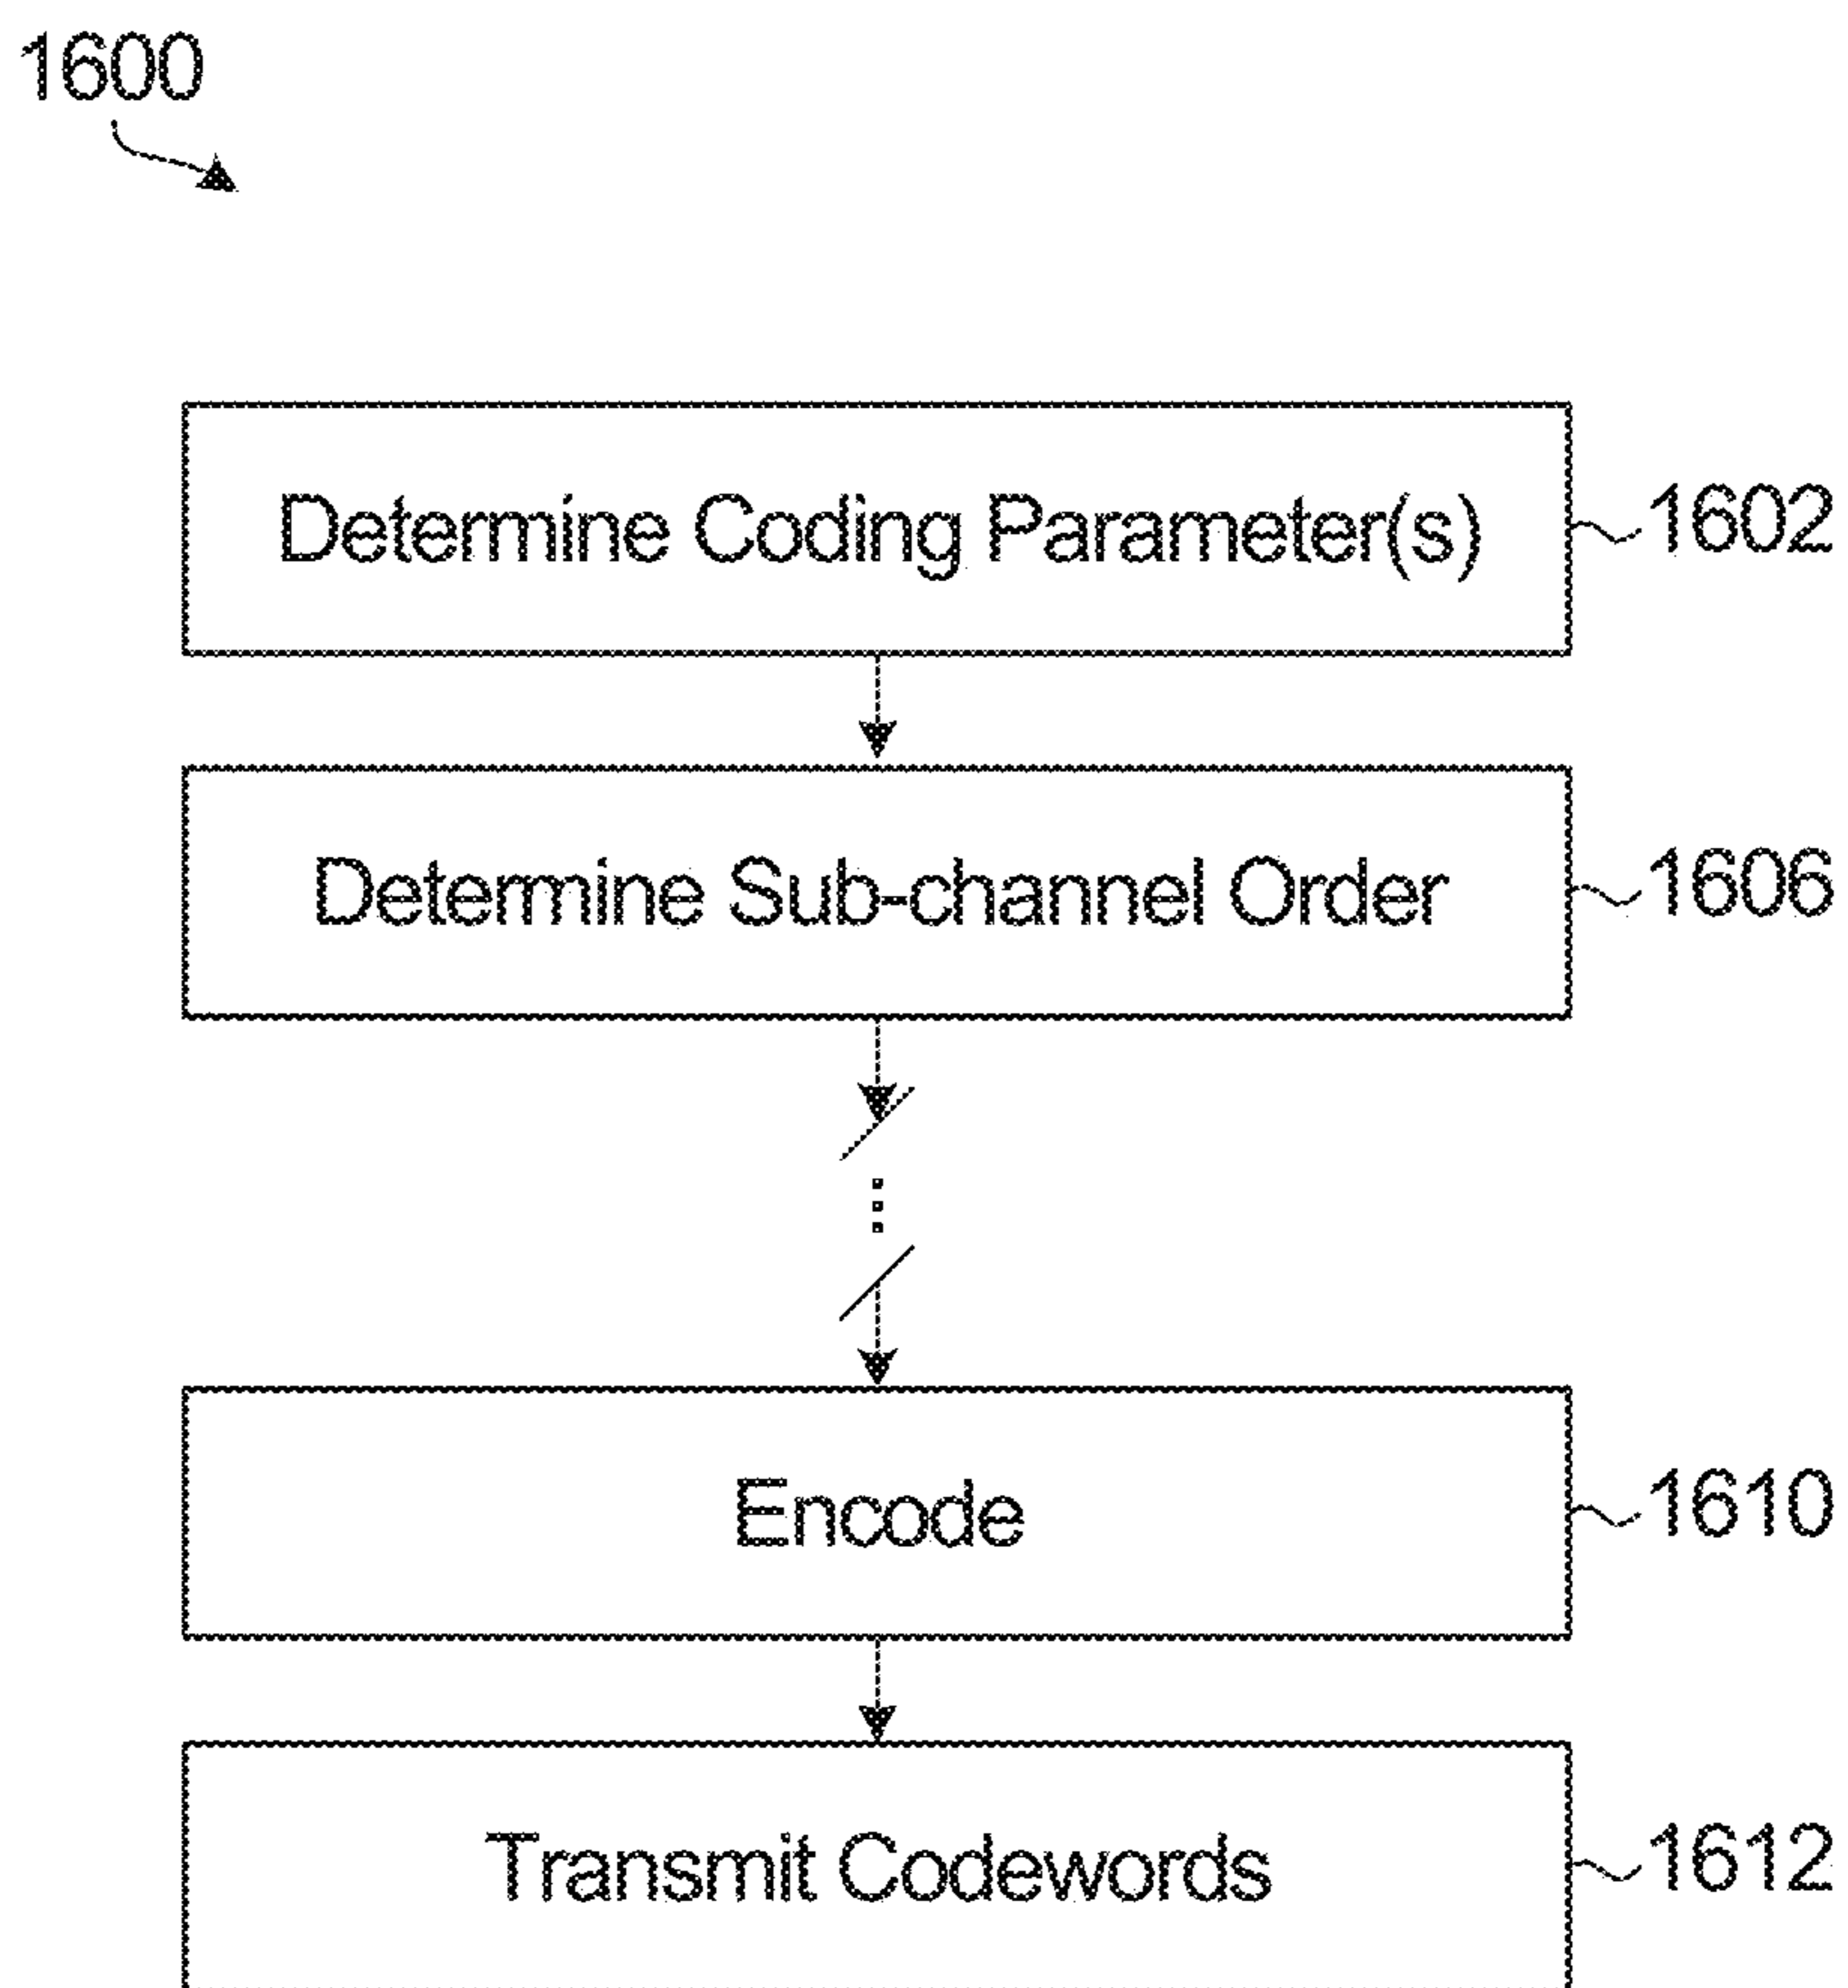 1600
Determine Coding Parameter(s)
1602
Determine Sub-channel Order
1606
Encode
1610
Transmit Codewords
1612